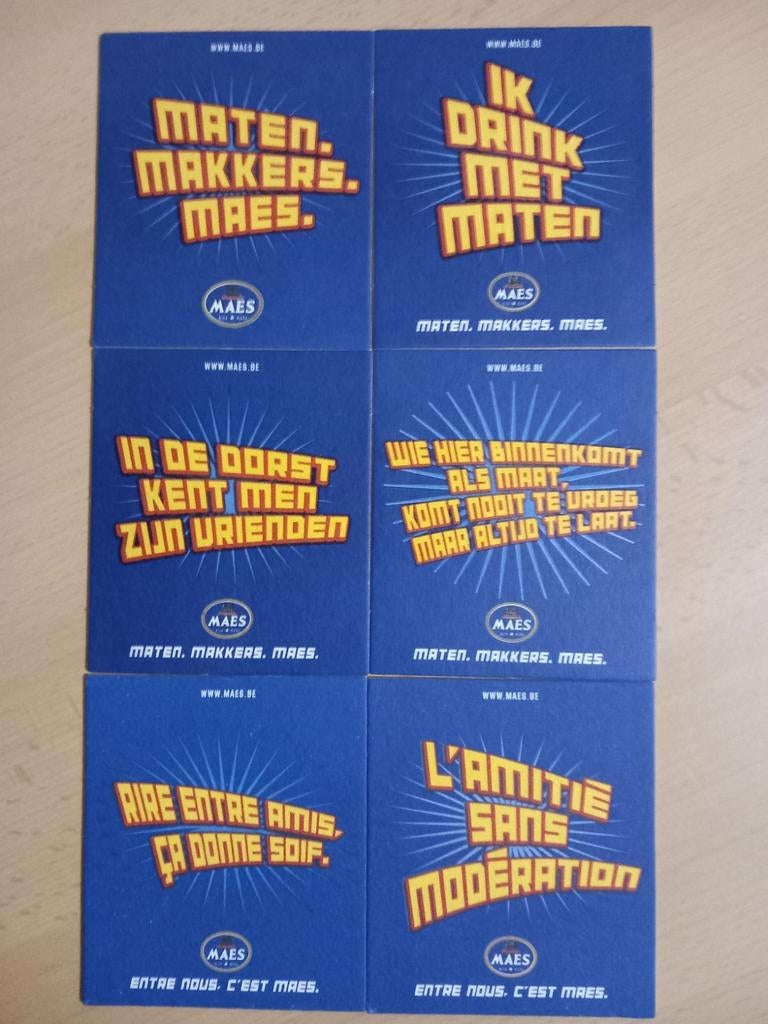 WWW.MAES.BE
MATEN.
MAKKERS.
MAES.
MAES
WWW.MAES.BE
IK
DRINK
MET
MATEN
MAES
MATEN. MAKKERS. MAES.
WWW.MAES.BE
IN DE DORST
KENT MEN
ZIJN VRIENDEN
MAES
MATEN. MAKKERS. MAES.
WWW.MAES.BE
WIE HIER BINNENKOMT
ALS MAAT,
KOMT NOOIT TE VROEG
MAAR ALTIJD TE LAAT.
MAES
MATEN. MAKKERS. MAES.
WWW.MAES.BE
RIRE ENTRE AMIS,
ÇA DONNE SOIF.
MAES
ENTRE NOUS, C'EST MAES.
WWW.MAES.BE
L'AMITIÉ
SANS
MODÉRATION
MAES
ENTRE NOUS, C'EST MAES.